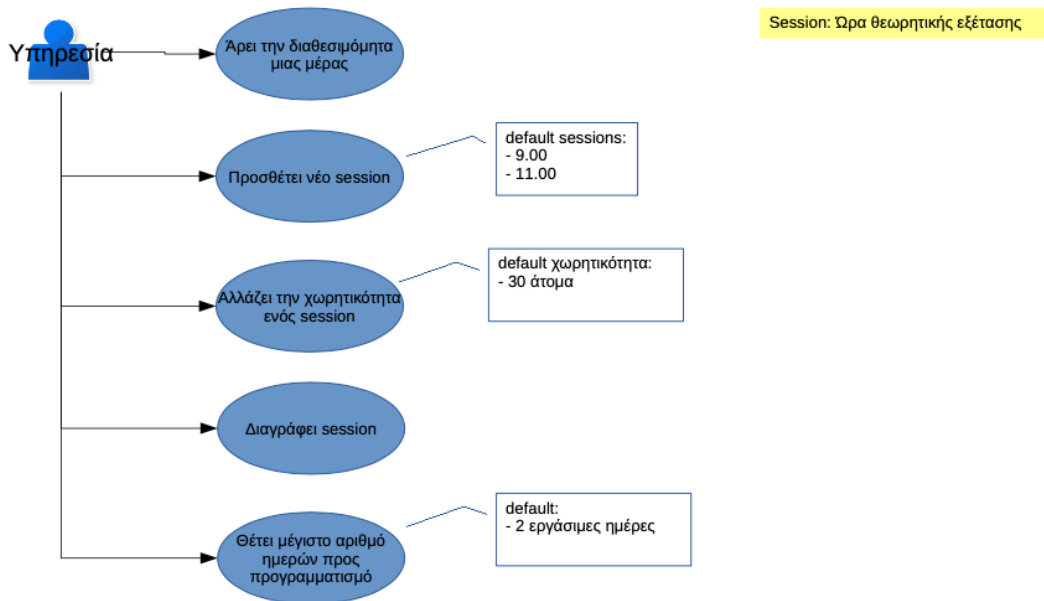 Υπηρεσία
Session: Ώρα θεωρητικής εξέτασης
Άρει την διαθεσιμόμητα
μιας μέρας
default sessions:
- 9.00
- 11.00
Προσθέτει νέο session
default χωρητικότητα:
- 30 άτομα
Αλλάζει την χωρητικότητα
ενός session
Διαγράφει session
default:
- 2 εργάσιμες ημέρες
Θέτει μέγιστο αριθμό
ημερών προς
προγραμματισμό